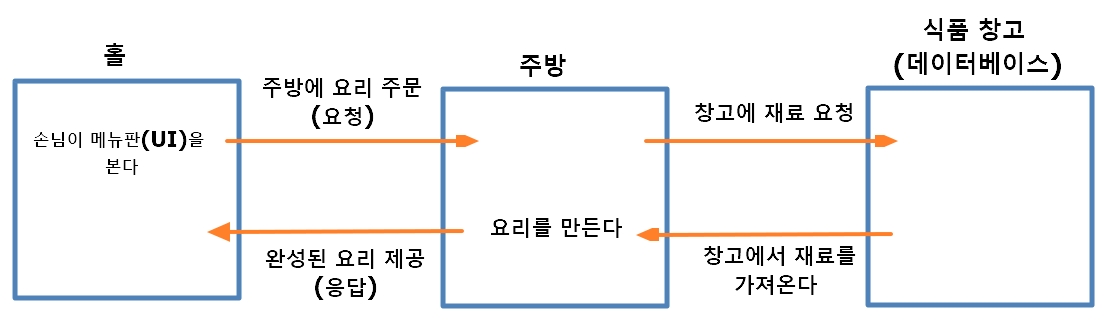 홀
손님이 메뉴판(UI)을
본다
주방에 요리 주문
(요청)
완성된 요리 제공
(응답)
주방
요리를 만든다
창고에 재료 요청
창고에서 재료를
가져온다
식품 창고
(데이터베이스)